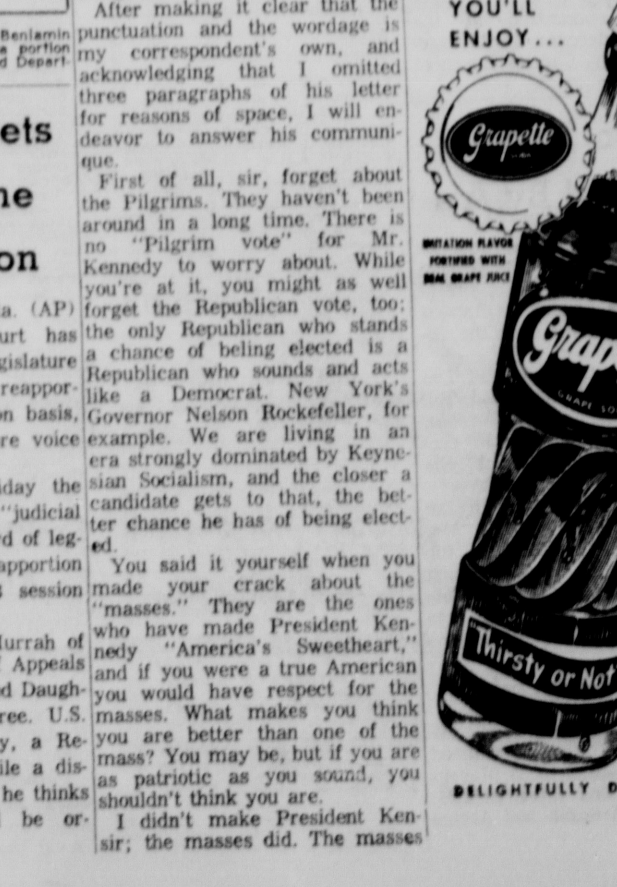 Benlamin
a portion
d Depart-
ets
ne
on
a. (AP)
urt has
gislature
reappor-
n basis,
re voice
iday the
"judicial
d of leg-
apportion
session
Murrah of
Appeals
d Daugh-
ree. U.S.
y, a Re-
ile a dis-
he thinks
be or-
After making it clear that the
punctuation and the wordage is
my correspondent's own, and
acknowledging that I omitted
three paragraphs of his letter
for reasons of space, I will en-
deavor to answer his communi-
que.
First of all, sir, forget about
the Pilgrims. They haven't been
around in a long time. There is
no "Pilgrim vote" for Mr.
Kennedy to worry about. While
you're at it, you might as well
forget the Republican vote, too;
the only Republican who stands
a chance of beling elected is a
Republican who sounds and acts
like a Democrat. New York's
Governor Nelson Rockefeller, for
example. We are living in an
era strongly dominated by Keyne-
sian Socialism, and the closer a
candidate gets to that, the bet-
ter chance he has of being elect-
ed.
You said it yourself when you
made your crack about the
"masses." They are the ones
who have made President Ken-
nedy "America's Sweetheart,"
and if you were a true American
you would have respect for the
masses. What makes you think
you are better than one of the
mass? You may be, but if you are
as patriotic as you sound, you
shouldn't think you are.
I didn't make President Ken-
sir; the masses did. The masses
YOU'LL
ENJOY...
Grapette
IMITATION FLAVOR
FORTIFIED WITH
REAL GRAPE JUICE
Grap
GRAPE SO
"Thirsty or Not
DELIGHTFULLY D